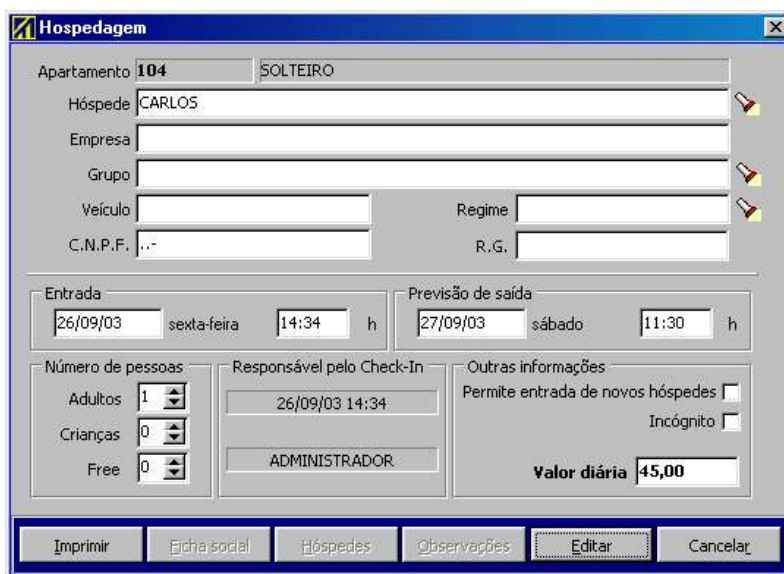 Hospedagem
Apartamento 104 SOLTEIRO
Hóspede CARLOS
Empresa
Grupo
Veículo Regime
C.N.P.F. ..- R.G.
Entrada Previsão de saída
26/09/03 sexta-feira 14:34 h 27/09/03 sábado 11:30 h
Número de pessoas Responsável pelo Check-In Outras informações
Adultos 1 26/09/03 14:34 Permite entrada de novos hóspedes
Crianças 0 Incógnito
Free 0 ADMINISTRADOR Valor diária 45,00
Imprimir Ficha social Hóspedes Observações Editar Cancelar